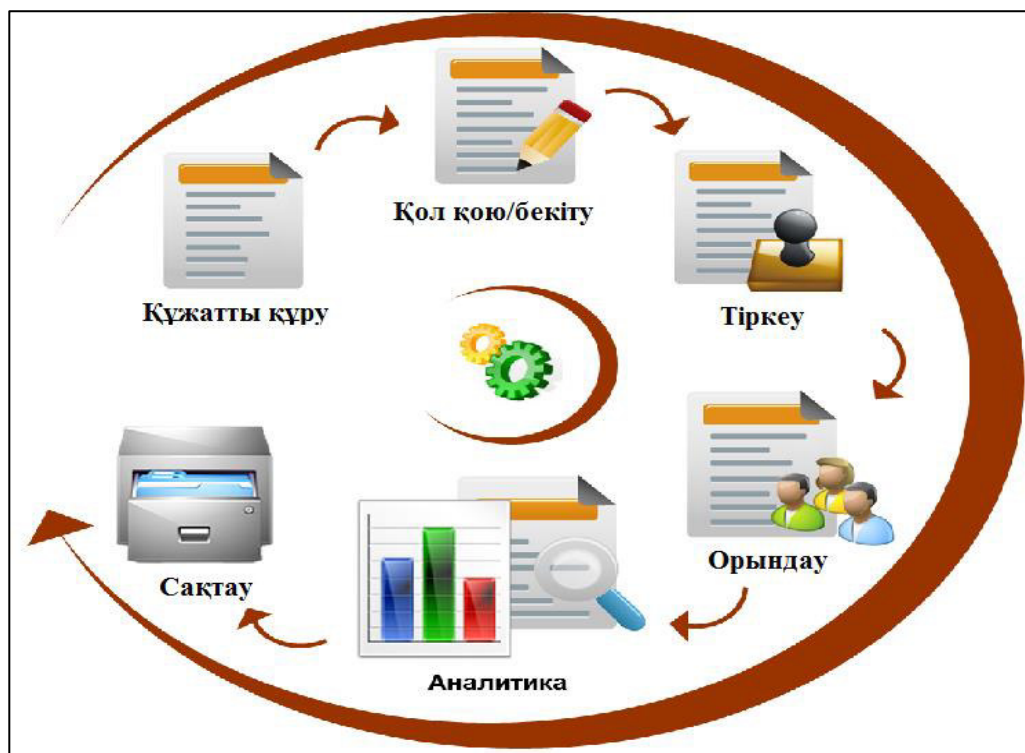 Құжатты құру
Қол қою/бекіту
Тіркеу
Орындау
Аналитика
Сақтау